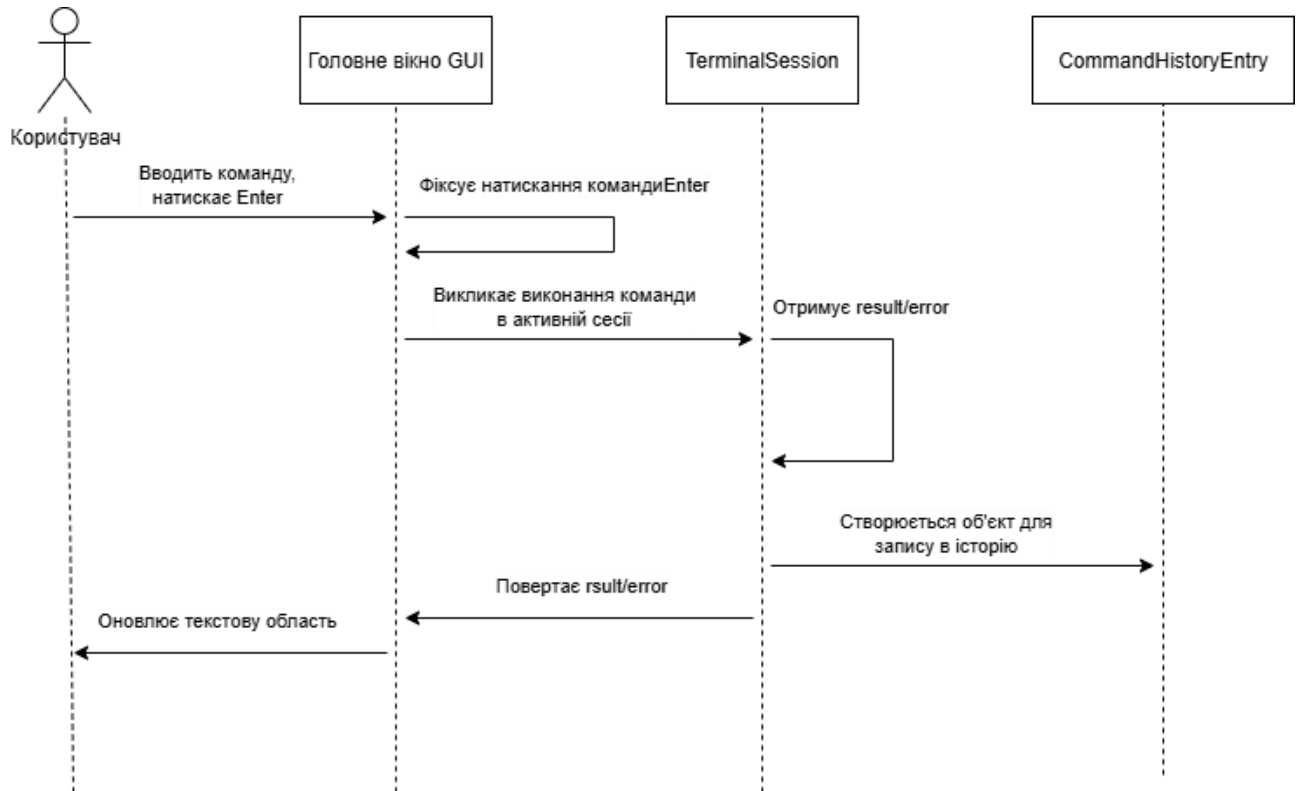 Головне вікно GUI
TerminalSession
CommandHistoryEntry
Користувач
Вводить команду,
натискає Enter
Фіксує натискання командиEnter
Викликає виконання команди
в активній сесії
Отримує result/error
Створюється об'єкт для
запису в історію
Повертає rsult/error
Оновлює текстову область